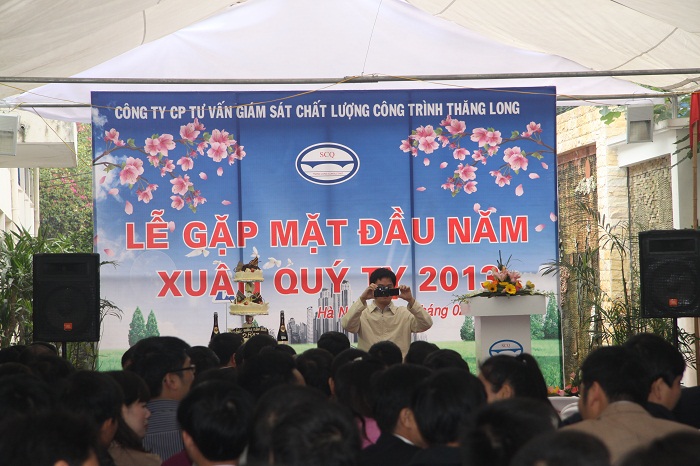 CÔNG TY CP TƯ VẤN GIÁM SÁT CHẤT LƯỢNG CÔNG TRÌNH THĂNG LONG
SCQ
LỄ GẶP MẶT ĐẦU NĂM
XUÂN QUÝ TỴ 2013
JBL